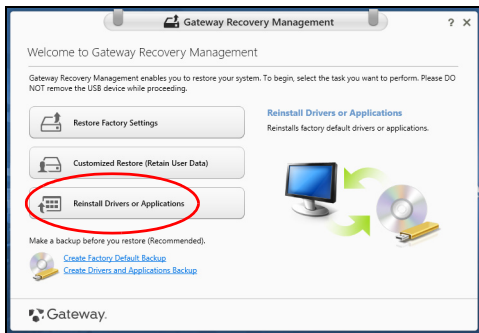 Gateway Recovery Management
? X
Welcome to Gateway Recovery Management
Gateway Recovery Management enables you to restore your system. To begin, select the task you want to perform. Please DO
NOT remove the USB device while proceeding.
Restore Factory Settings
Customized Restore (Retain User Data)
Reinstall Drivers or Applications
Reinstall Drivers or Applications
Reinstalls factory default drivers or applications.
Make a backup before you restore (Recommended).
Create Factory Default Backup
Create Drivers and Applications Backup
Gateway.